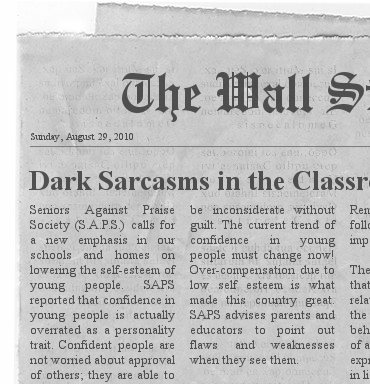 The Wall St
Sunday, August 29, 2010
Dark Sarcasms in the Classr
Seniors Against Praise
Society (S.A.P.S.) calls for
a new emphasis in our
schools and homes on
lowering the self-esteem of
young people. SAPS
reported that confidence in
young people is actually
overrated as a personality
trait. Confident people are
not worried about approval
of others; they are able to
be inconsiderate without
guilt. The current trend of
confidence in young
people must change now!
Over-compensation due to
low self esteem is what
made this country great.
SAPS advises parents and
educators to point out
flaws and weaknesses
when they see them.
Rem
follo
imp
The
that
rela
the
beh
of a
expr
in li